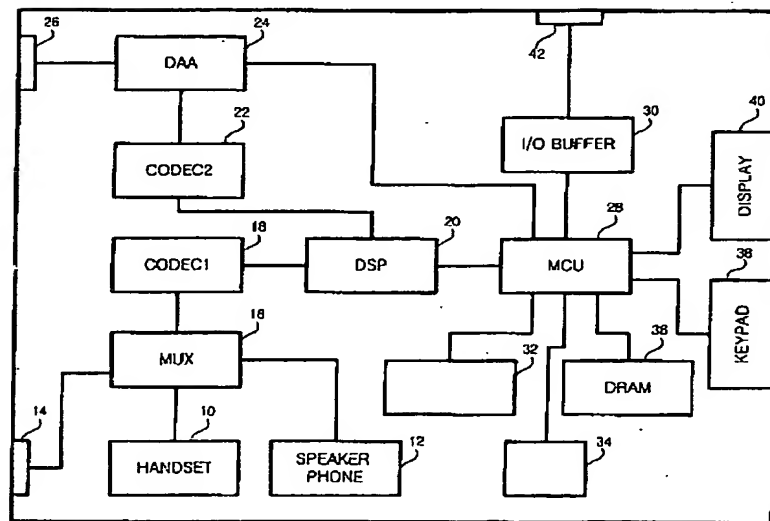 26
24
DAA
42
22
CODEC2
30
I/O BUFFER
40
DISPLAY
18
CODEC1
20
DSP
28
MCU
38
KEYPAD
18
MUX
32
38
DRAM
14
10
HANDSET
12
SPEAKER
PHONE
34